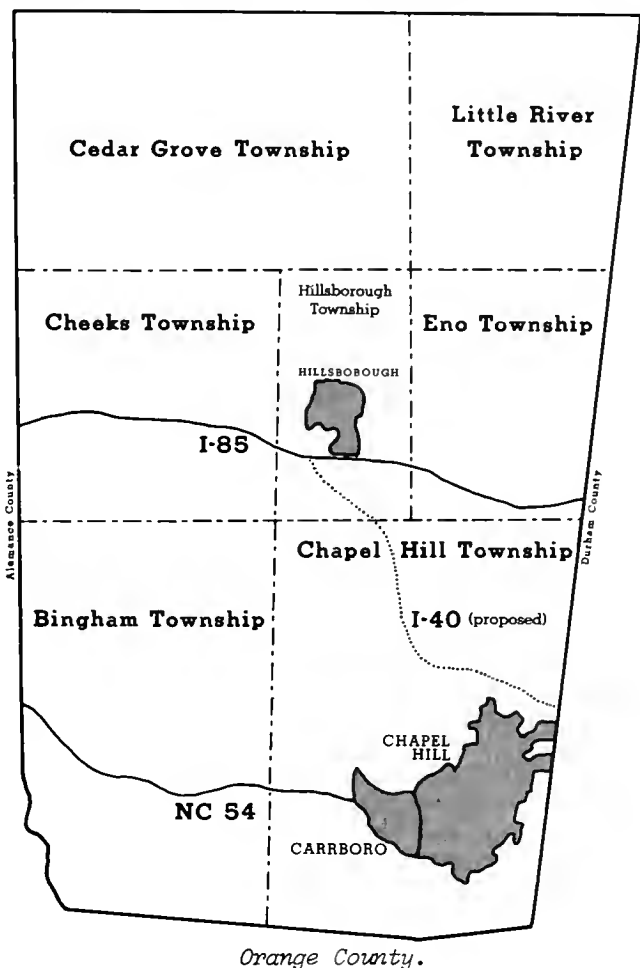 Cedar Grove Township
Little River
Township
Cheeks Township
Hillsborough
Township
Eno Township
HILLSBOROUGH
I-85
Alamance County
Durham County
Chapel Hill Township
Bingham Township
I-40 (proposed)
CHAPEL
HILL
NC 54
CARRBORO
Orange County.